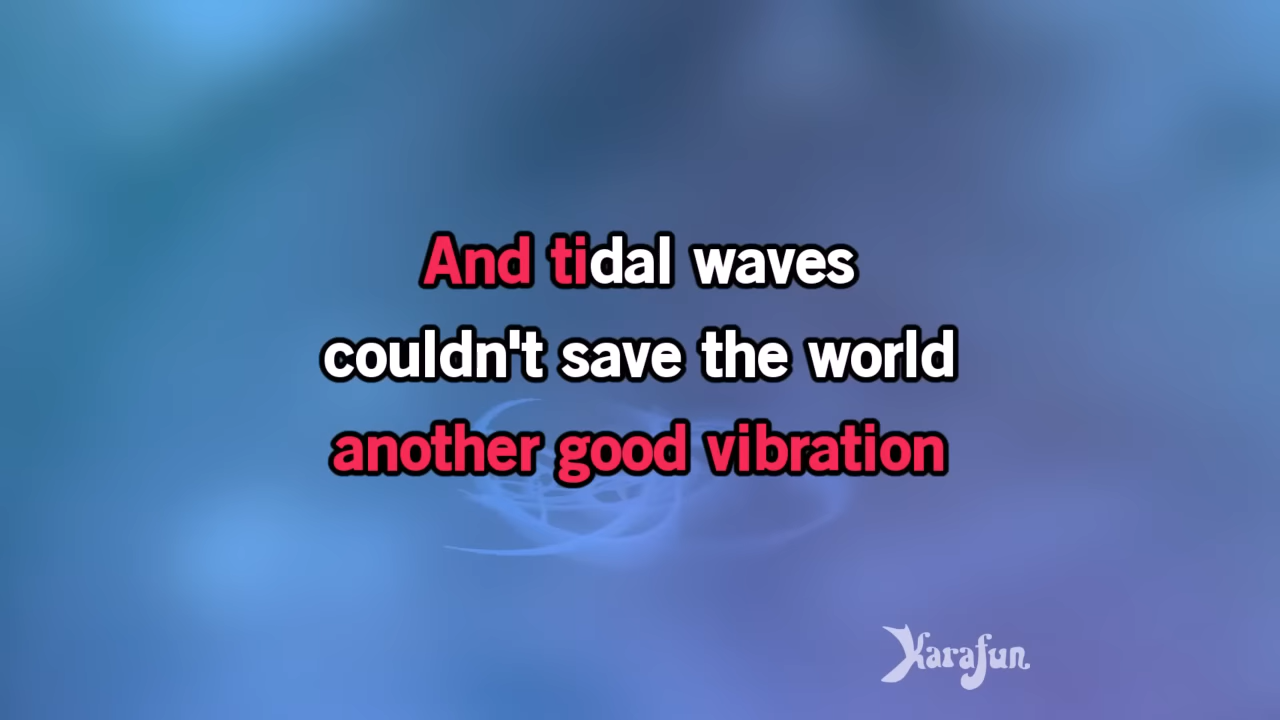 And tidal waves
couldn't save the world
another good vibration
Karafun